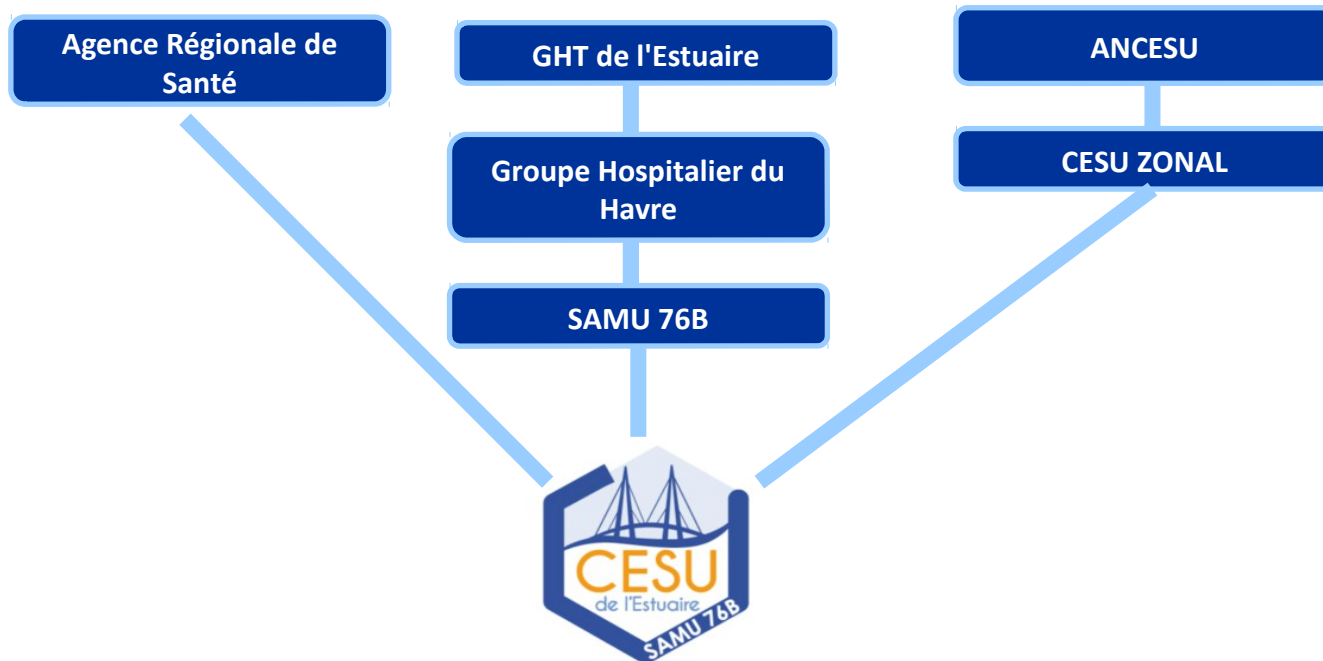 Agence Régionale de
Santé
GHT de l'Estuaire
ANCESU
Groupe Hospitalier du
Havre
CESU ZONAL
SAMU 76B
CESU
de l'Estuaire
SAMU 76B